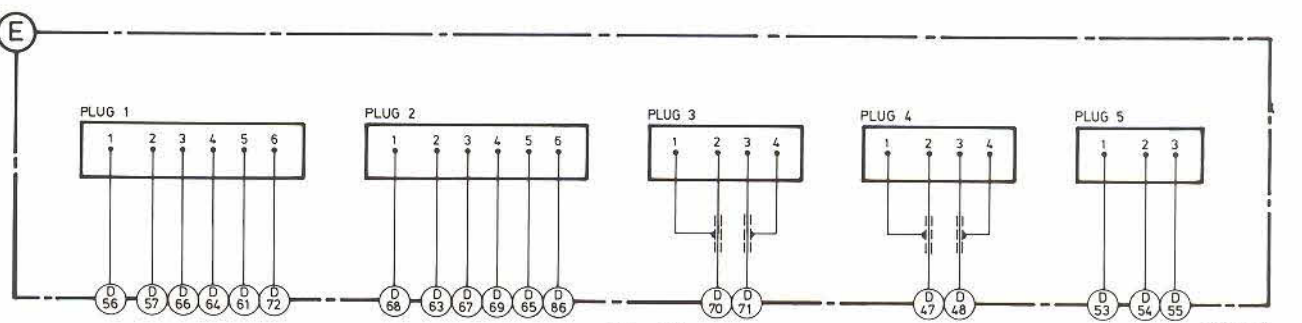 E
PLUG 1
1 2 3 4 5 6
PLUG 2
1 2 3 4 5 6
PLUG 3
1 2 3 4
PLUG 4
1 2 3 4
PLUG 5
1 2 3
D 56 D 57 D 66 D 64 D 61 D 72
D 68 D 63 D 67 D 69 D 65 D 86
D 70 D 71
D 47 D 48
D 53 D 54 D 55